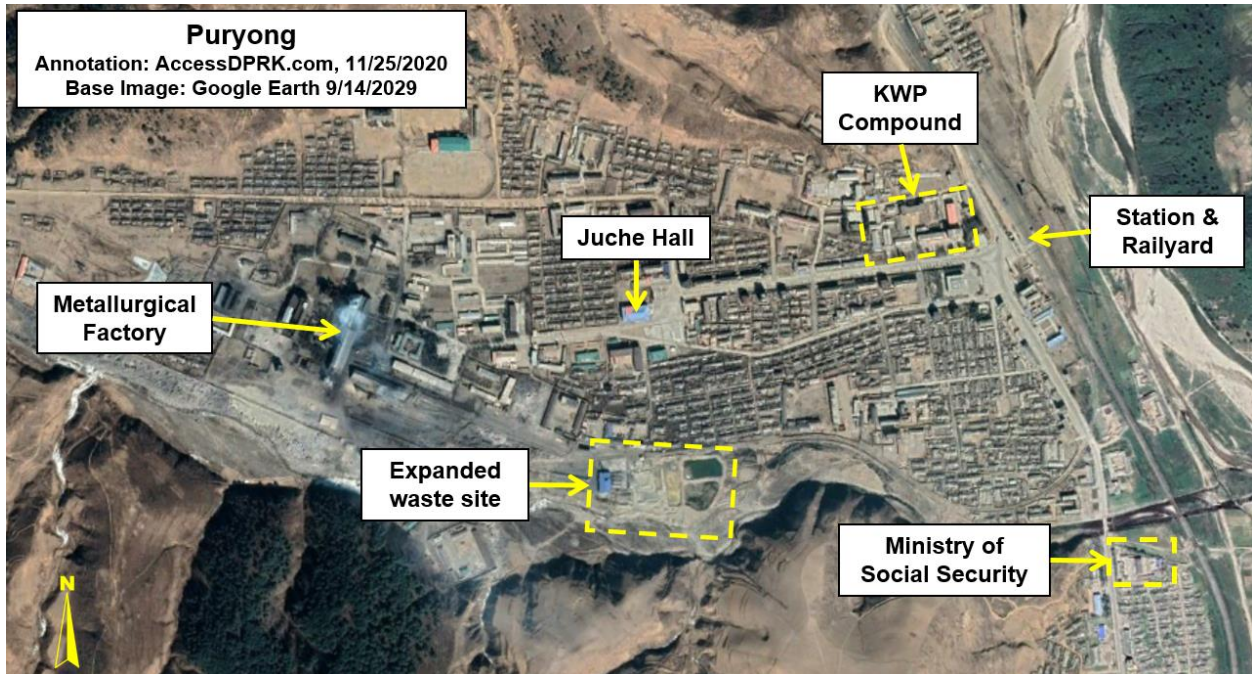 Puryong
Annotation: AccessDPRK.com, 11/25/2020
Base Image: Google Earth 9/14/2029
KWP
Compound
Station &
Railyard
Juche Hall
Metallurgical
Factory
Expanded
waste site
Ministry of
Social Security
N